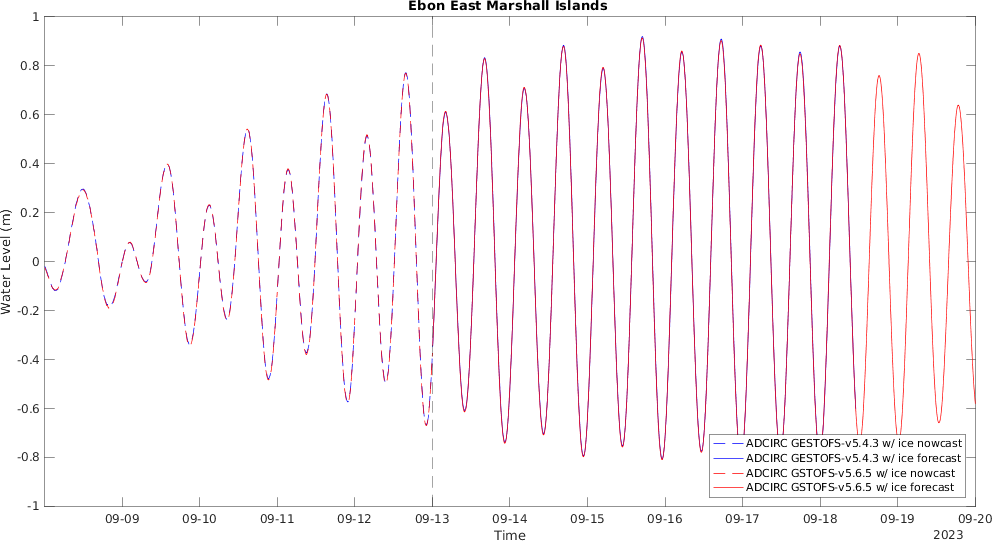 Ebon East Marshall Islands
1
0.8
0.6
0.4
0.2
0
-0.2
-0.4
-0.6
-0.8
-1
Water Level (m)
ADCIRC GESTOFS-v5.4.3 w/ ice nowcast
ADCIRC GESTOFS-v5.4.3 w/ ice forecast
ADCIRC GSTOFS-v5.6.5 w/ ice nowcast
ADCIRC GSTOFS-v5.6.5 w/ ice forecast
09-09 09-10 09-11 09-12 09-13 09-14 09-15 09-16 09-17 09-18 09-19 09-20
Time
2023